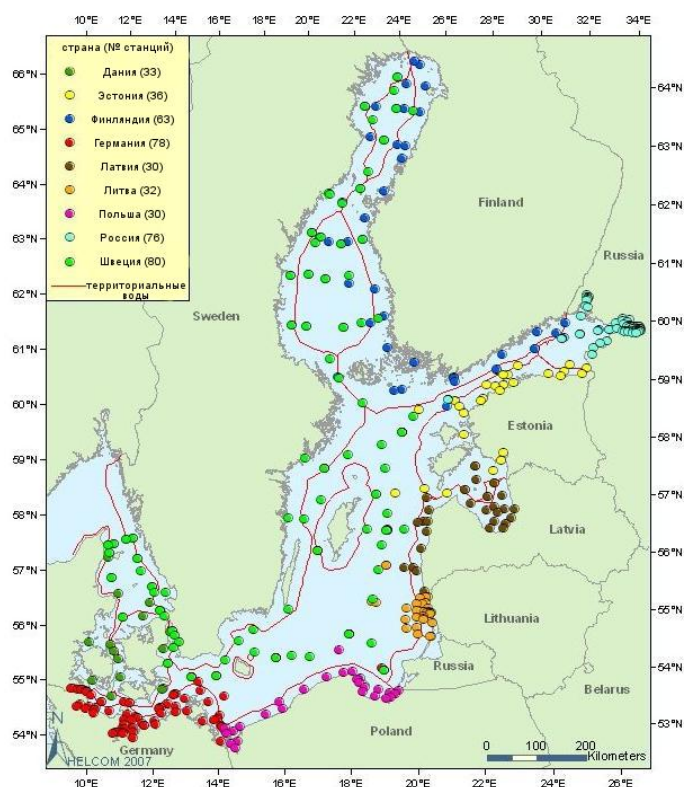 10°E 12°E 14°E 16°E 18°E 20°E 22°E 24°E 26°E 28°E 30°E 32°E 34°E
страна (№ станций)
Дания (33)
Эстония (36)
Финляндия (63)
Германия (78)
Латвия (30)
Литва (32)
Польша (30)
Россия (76)
Швеция (80)
территориальные
воды
66°N
65°N
64°N
63°N
62°N
61°N
60°N
59°N
58°N
57°N
56°N
55°N
54°N
64°N
63°N
62°N
61°N
60°N
59°N
58°N
57°N
56°N
55°N
54°N
53°N
Finland
Russia
Sweden
Estonia
Latvia
Lithuania
Russia
Belarus
Poland
Germany
N
HELCOM 2007
0 100 200
Kilometers
10°E 12°E 14°E 16°E 18°E 20°E 22°E 24°E 26°E